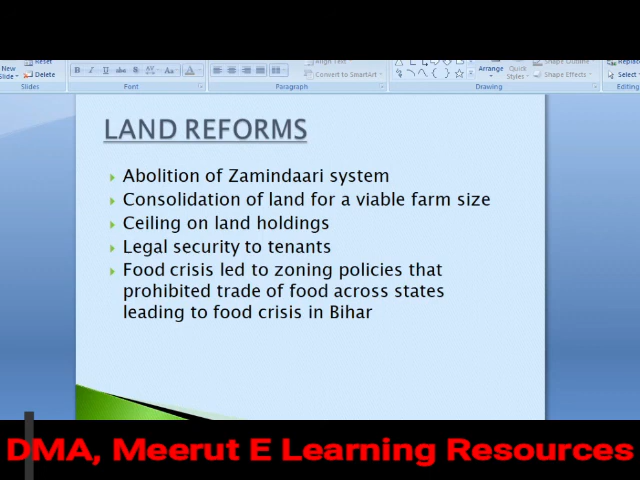 Reset
Align Text
Shape Outline
Replace
New
Slide
Delete
B I U abe S AV Aa A
Convert to SmartArt
Arrange
Quick
Styles
Shape Effects
Select
Slides
Font
Paragraph
Drawing
Editing
LAND REFORMS
Abolition of Zamindaari system
Consolidation of land for a viable farm size
Ceiling on land holdings
Legal security to tenants
Food crisis led to zoning policies that
prohibited trade of food across states
leading to food crisis in Bihar
DMA, Meerut E Learning Resources